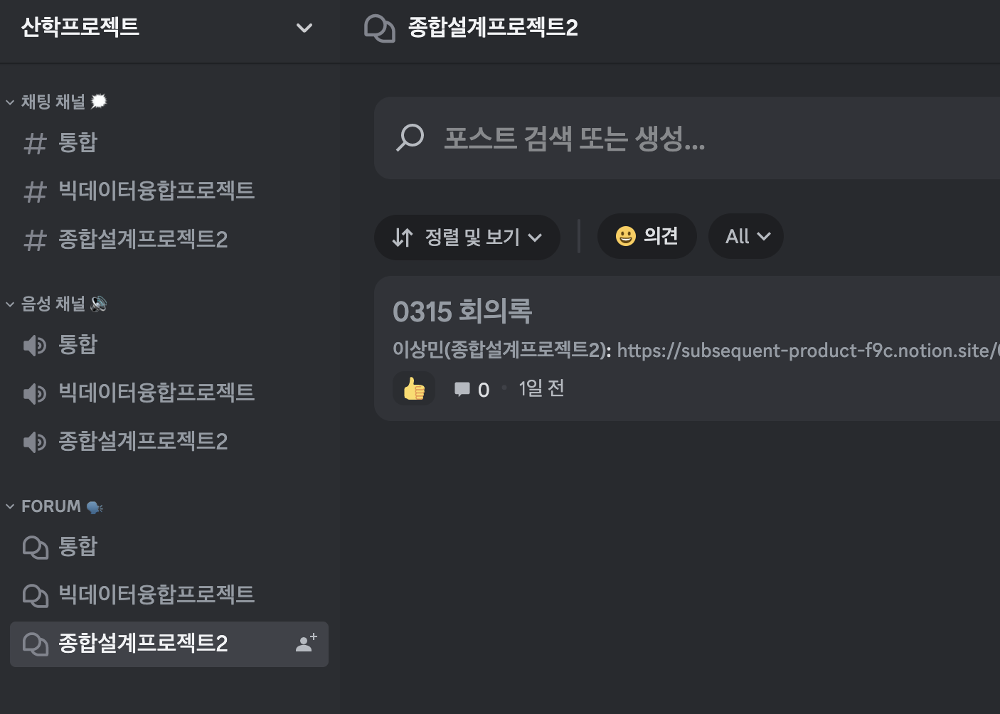 산학프로젝트
채팅 채널
통합
빅데이터융합프로젝트
종합설계프로젝트2
음성 채널
통합
빅데이터융합프로젝트
종합설계프로젝트2
FORUM
통합
빅데이터융합프로젝트
종합설계프로젝트2
종합설계프로젝트2
포스트 검색 또는 생성...
정렬 및 보기
의견
All
0315 회의록
이상민(종합설계프로젝트2): https://subsequent-product-f9c.notion.site/
0 • 1일 전